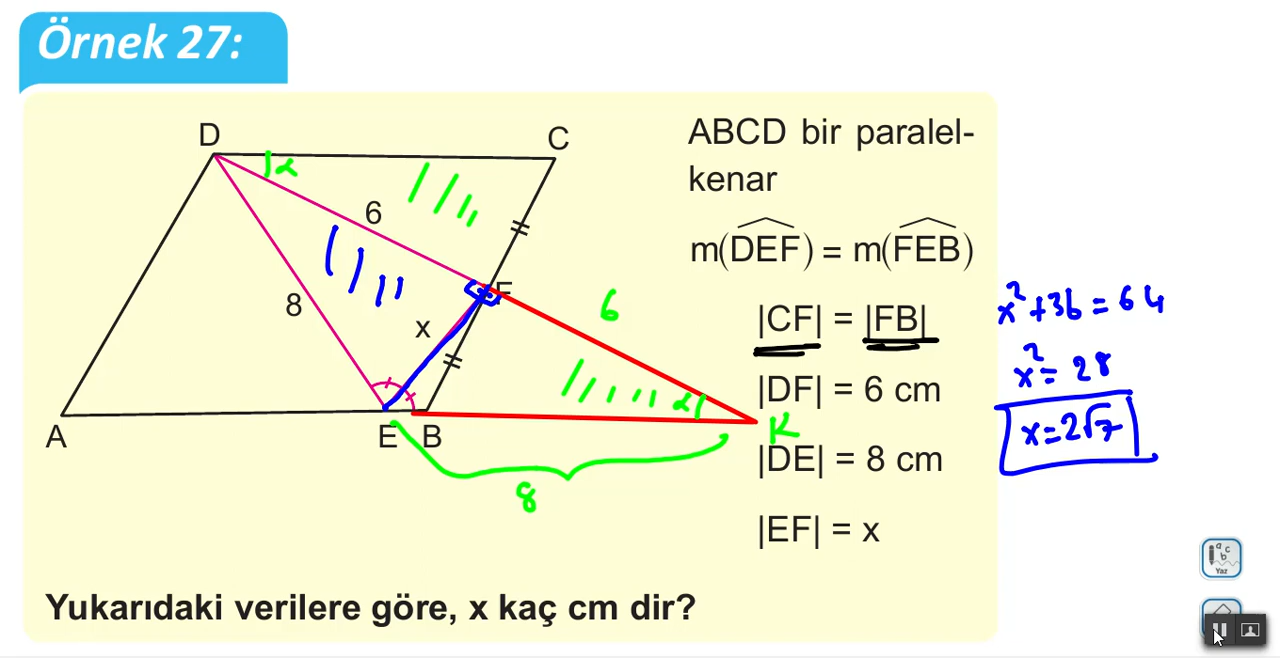 Örnek 27:
D
C
α
6
F
6
8
x
A
E
B
α
K
8
ABCD bir paralel-
kenar
m(DEF) = m(FEB)
|CF| = |FB|
|DF| = 6 cm
|DE| = 8 cm
|EF| = x
x²+36 = 64
x² = 28
x=2√7
Yukarıdaki verilere göre, x kaç cm dir?
a b c
Yaz